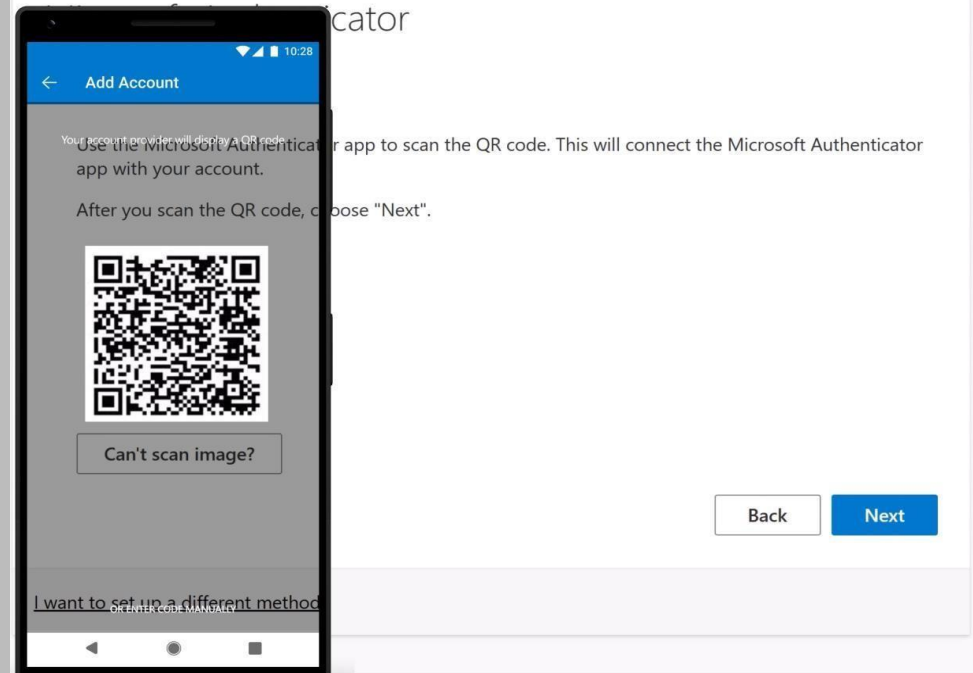 cator
10:28
Add Account
Your account provider will display a QR code
Use the Microsoft Authenticator app to scan the QR code. This will connect the Microsoft Authenticator
app with your account.
After you scan the QR code, choose "Next".
Can't scan image?
Back
Next
I want to set up a different method
OR ENTER CODE MANUALLY